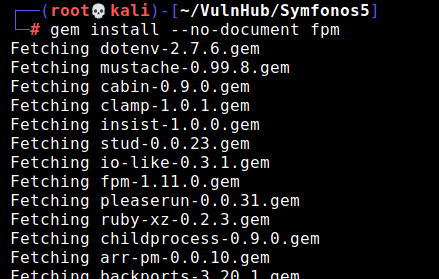 (root💀kali)-[~/VulnHub/Symfonos5]
# gem install --no-document fpm
Fetching dotenv-2.7.6.gem
Fetching mustache-0.99.8.gem
Fetching cabin-0.9.0.gem
Fetching clamp-1.0.1.gem
Fetching insist-1.0.0.gem
Fetching stud-0.0.23.gem
Fetching io-like-0.3.1.gem
Fetching fpm-1.11.0.gem
Fetching pleaserun-0.0.31.gem
Fetching ruby-xz-0.2.3.gem
Fetching childprocess-0.9.0.gem
Fetching arr-pm-0.0.10.gem
Fetching backports-3.20.1.gem